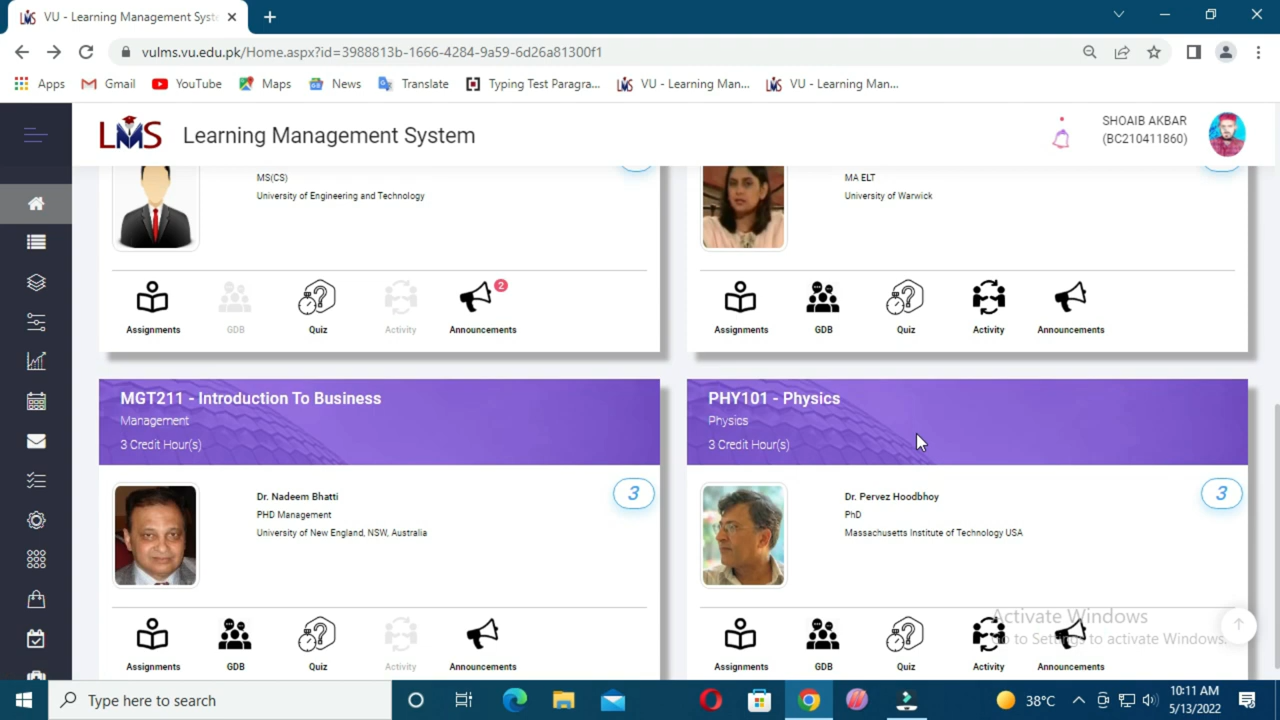 VU - Learning Management Syst
vulms.vu.edu.pk/Home.aspx?id=3988813b-1666-4284-9a59-6d26a81300f1
Apps Gmail YouTube Maps News Translate Typing Test Paragra... VU - Learning Man... VU - Learning Man...
LMS Learning Management System
SHOAIB AKBAR
(BC210411860)
MS(CS)
University of Engineering and Technology
Assignments GDB Quiz Activity Announcements
2
MA ELT
University of Warwick
Assignments GDB Quiz Activity Announcements
MGT211 - Introduction To Business
Management
3 Credit Hour(s)
Dr. Nadeem Bhatti
PHD Management
University of New England, NSW, Australia
3
Assignments GDB Quiz Activity Announcements
PHY101 - Physics
Physics
3 Credit Hour(s)
Dr. Pervez Hoodbhoy
PhD
Massachusetts Institute of Technology USA
3
Assignments GDB Quiz Activity Announcements
Activate Windows
Go to Settings to activate Windows.
Type here to search
38°C
10:11 AM
5/13/2022